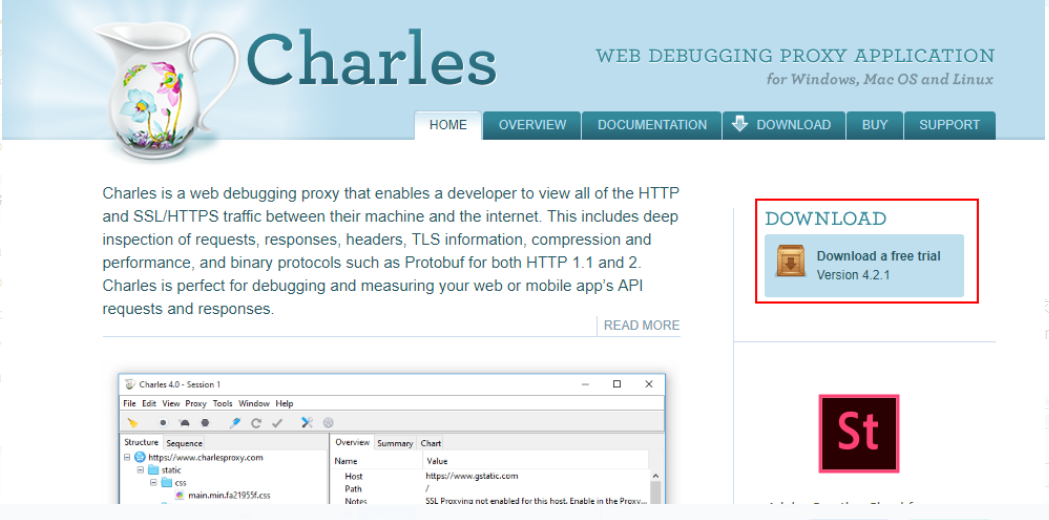 Charles
WEB DEBUGGING PROXY APPLICATION
for Windows, Mac OS and Linux
HOME OVERVIEW DOCUMENTATION DOWNLOAD BUY SUPPORT
Charles is a web debugging proxy that enables a developer to view all of the HTTP
and SSL/HTTPS traffic between their machine and the internet. This includes deep
inspection of requests, responses, headers, TLS information, compression and
performance, and binary protocols such as Protobuf for both HTTP 1.1 and 2.
Charles is perfect for debugging and measuring your web or mobile app's API
requests and responses.
READ MORE
DOWNLOAD
Download a free trial
Version 4.2.1
Charles 4.0 - Session 1
File Edit View Proxy Tools Window Help
Structure Sequence
https://www.charlesproxy.com
static
css
main.min.fa21955f.css
Overview Summary Chart
Name Value
Host https://www.gstatic.com
Path /
Notes SSL Proxying not enabled for this host. Enable in the Proxy...
St